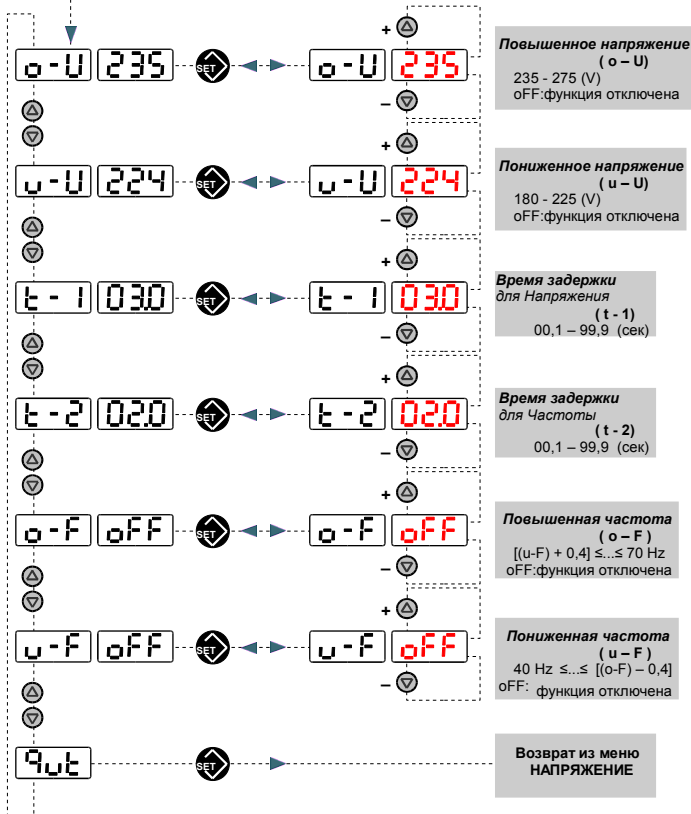 +
o-U 235 SET o-U 235
–
Повышенное напряжение
( o – U)
235 - 275 (V)
oFF:функция отключена
+
u-U 224 SET u-U 224
–
Пониженное напряжение
( u – U)
180 - 225 (V)
oFF:функция отключена
+
t-1 03.0 SET t-1 03.0
–
Время задержки
для Напряжения
( t - 1)
00,1 – 99,9 (сек)
+
t-2 02.0 SET t-2 02.0
–
Время задержки
для Частоты
( t - 2)
00,1 – 99,9 (сек)
+
o-F oFF SET o-F oFF
–
Повышенная частота
( o – F )
[(u-F) + 0,4] ≤...≤ 70 Hz
oFF:функция отключена
+
u-F oFF SET u-F oFF
–
Пониженная частота
( u – F )
40 Hz ≤...≤ [(o-F) – 0,4]
oFF: функция отключена
qut SET
Возврат из меню
НАПРЯЖЕНИЕ